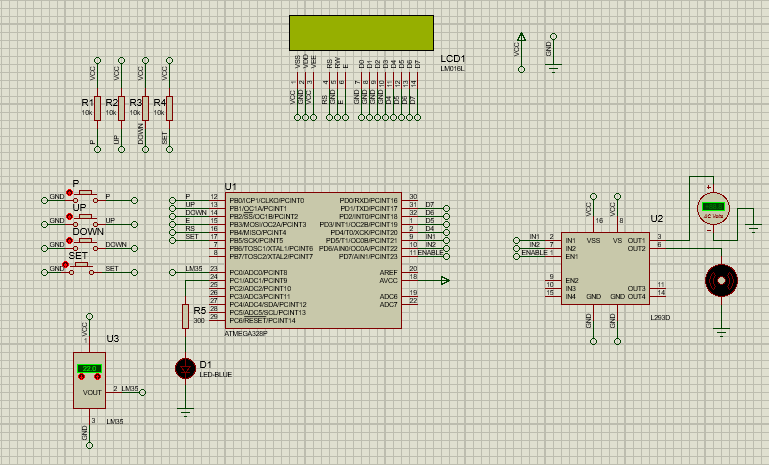 LCD1
LM016L
VSS VDD VEE RS RW E D0 D1 D2 D3 D4 D5 D6 D7
1 2 3 4 5 6 7 8 9 10 11 12 13 14
VCC GND VCC RS GND E GND GND GND GND D4 D5 D6 D7
VCC GND
VCC VCC VCC VCC
R1 R2 R3 R4
10k 10k 10k 10k
P UP DOWN SET
P
GND P
UP
GND UP
DOWN
GND DOWN
SET
GND SET
U1
P 12 PB0/ICP1/CLKO/PCINT0 PD0/RXD/PCINT16 30
UP 13 PB1/OC1A/PCINT1 PD1/TXD/PCINT17 31 D7
DOWN 14 PB2/SS/OC1B/PCINT2 PD2/INT0/PCINT18 32 D6
E 15 PB3/MOSI/OC2A/PCINT3 PD3/INT1/OC2B/PCINT19 1 D5
RS 16 PB4/MISO/PCINT4 PD4/T0/XCK/PCINT20 2 D4
SET 17 PB5/SCK/PCINT5 PD5/T1/OC0B/PCINT21 9 IN1
7 PB6/TOSC1/XTAL1/PCINT6 PD6/AIN0/OC0A/PCINT22 10 IN2
8 PB7/TOSC2/XTAL2/PCINT7 PD7/AIN1/PCINT23 11 ENABLE
LM35 23 PC0/ADC0/PCINT8 AREF 20
24 PC1/ADC1/PCINT9 AVCC 18
25 PC2/ADC2/PCINT10
26 PC3/ADC3/PCINT11 ADC6 19
27 PC4/ADC4/SDA/PCINT12 ADC7 22
28 PC5/ADC5/SCL/PCINT13
29 PC6/RESET/PCINT14
ATMEGA328P
R5
300
D1
LED-BLUE
VCC
1
U3
22.0
VOUT 2 LM35
3
LM35
GND
VCC VCC
16 8
U2
IN1 2 IN1 VSS VS OUT1 3
IN2 7 IN2 OUT2 6
ENABLE 1 EN1
9 EN2
10 IN3 OUT3 11
15 IN4 GND GND OUT4 14
GND GND
L293D
+
AC Volts
-